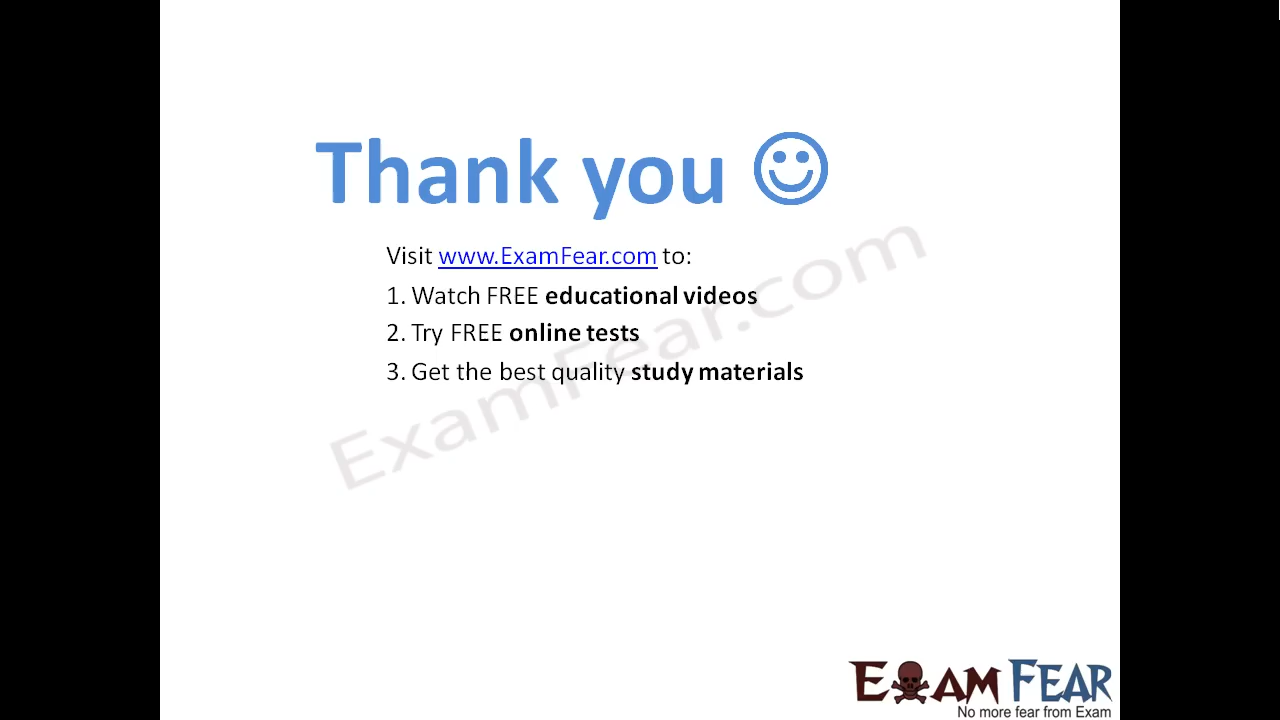 Thank you ☺
Visit www.ExamFear.com to:
1. Watch FREE educational videos
2. Try FREE online tests
3. Get the best quality study materials
ExamFear.com
EXAM FEAR
No more fear from Exam